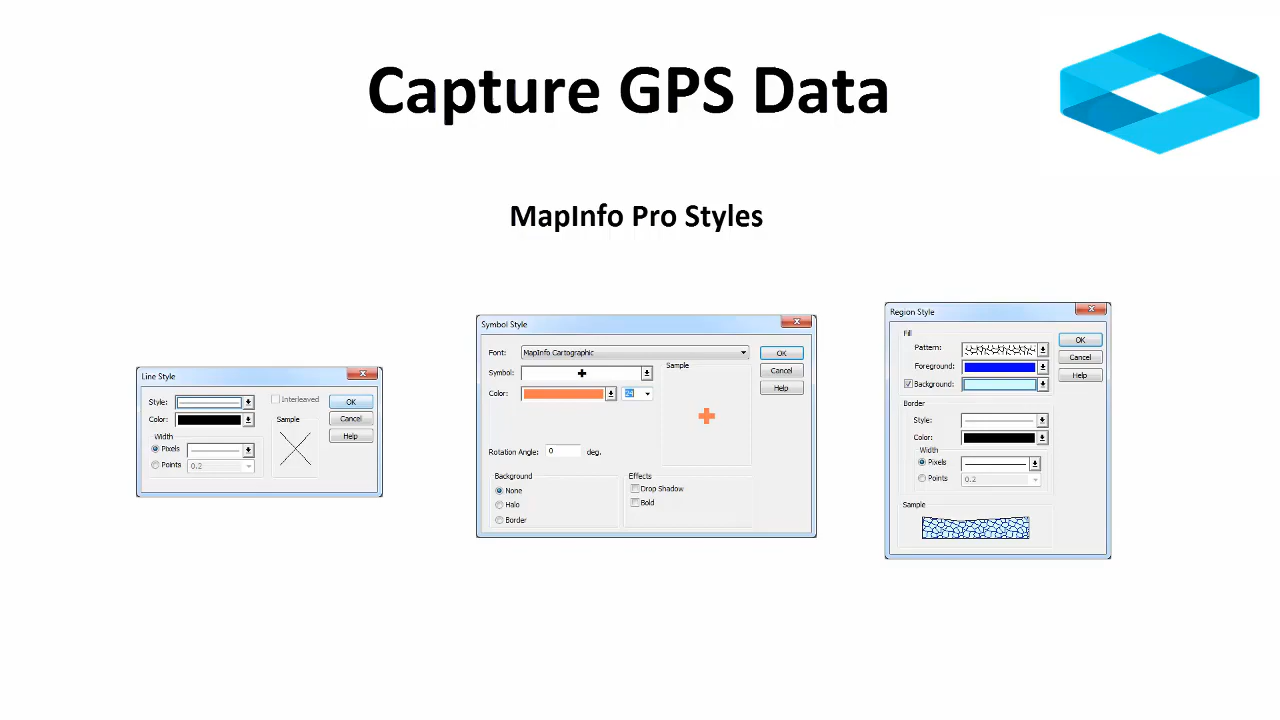 Capture GPS Data
MapInfo Pro Styles
Line Style
Style:
Interleaved
OK
Color:
Sample
Cancel
Width
Help
Pixels
Points
0.2
Symbol Style
Font:
MapInfo Cartographic
OK
Symbol:
Sample
Cancel
Color:
24
Help
Rotation Angle:
0
deg.
Background
Effects
None
Drop Shadow
Halo
Bold
Border
Region Style
Fill
Pattern:
OK
Foreground:
Cancel
Background:
Help
Border
Style:
Color:
Width
Pixels
Points
0.2
Sample